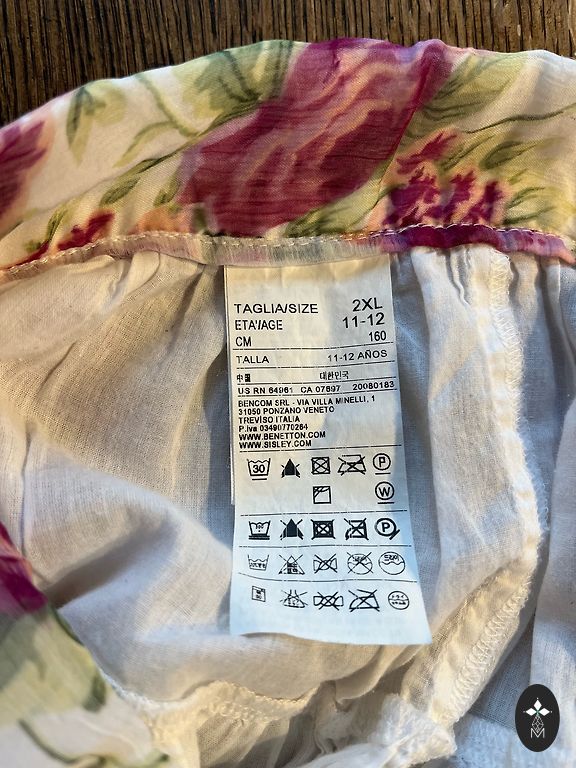 TAGLIA/SIZE 2XL
ETA'/AGE 11-12
CM 160
TALLA 11-12 AÑOS
中國 대한민국
US RN 64961 CA 07897 20080183
BENCOM SRL - VIA VILLA MINELLI, 1
31050 PONZANO VENETO
TREVISO ITALIA
P.Iva 03490770264
WWW.BENETTON.COM
WWW.SISLEY.COM
30 P
W
P
M